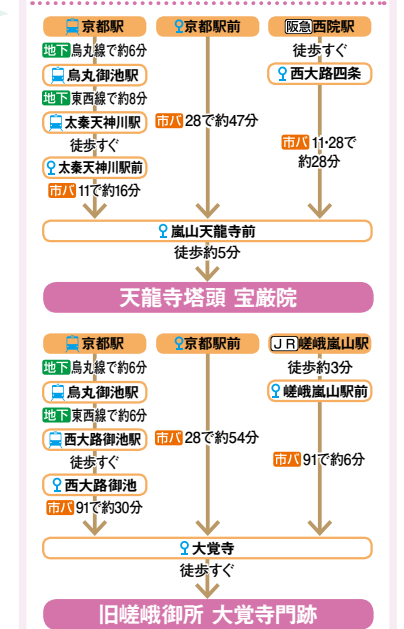 京都駅
地下 烏丸線で約6分
烏丸御池駅
地下 東西線で約8分
太秦天神川駅
徒歩すぐ
太秦天神川駅前
市バ 11で約16分
京都駅前
市バ 28で約47分
阪急 西院駅
徒歩すぐ
西大路四条
市バ 11・28で
約28分
嵐山天龍寺前
徒歩約5分
天龍寺塔頭 宝厳院
京都駅
地下 烏丸線で約6分
烏丸御池駅
地下 東西線で約6分
西大路御池駅
徒歩すぐ
西大路御池
市バ 91で約30分
京都駅前
市バ 28で約54分
JR 嵯峨嵐山駅
徒歩約3分
嵯峨嵐山駅前
市バ 91で約6分
大覚寺
徒歩すぐ
旧嵯峨御所 大覚寺門跡